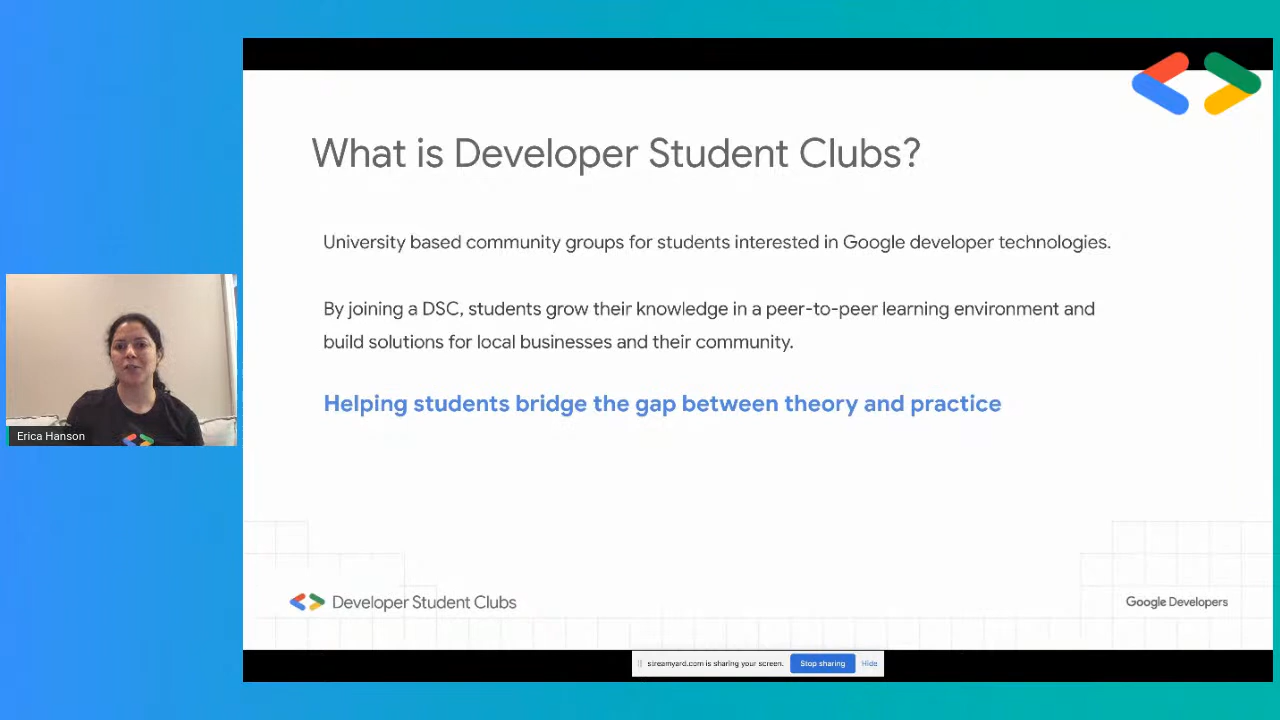 What is Developer Student Clubs?
University based community groups for students interested in Google developer technologies.
By joining a DSC, students grow their knowledge in a peer-to-peer learning environment and
build solutions for local businesses and their community.
Helping students bridge the gap between theory and practice
Erica Hanson
Developer Student Clubs
Google Developers
streamyard.com is sharing your screen.
Stop sharing
Hide